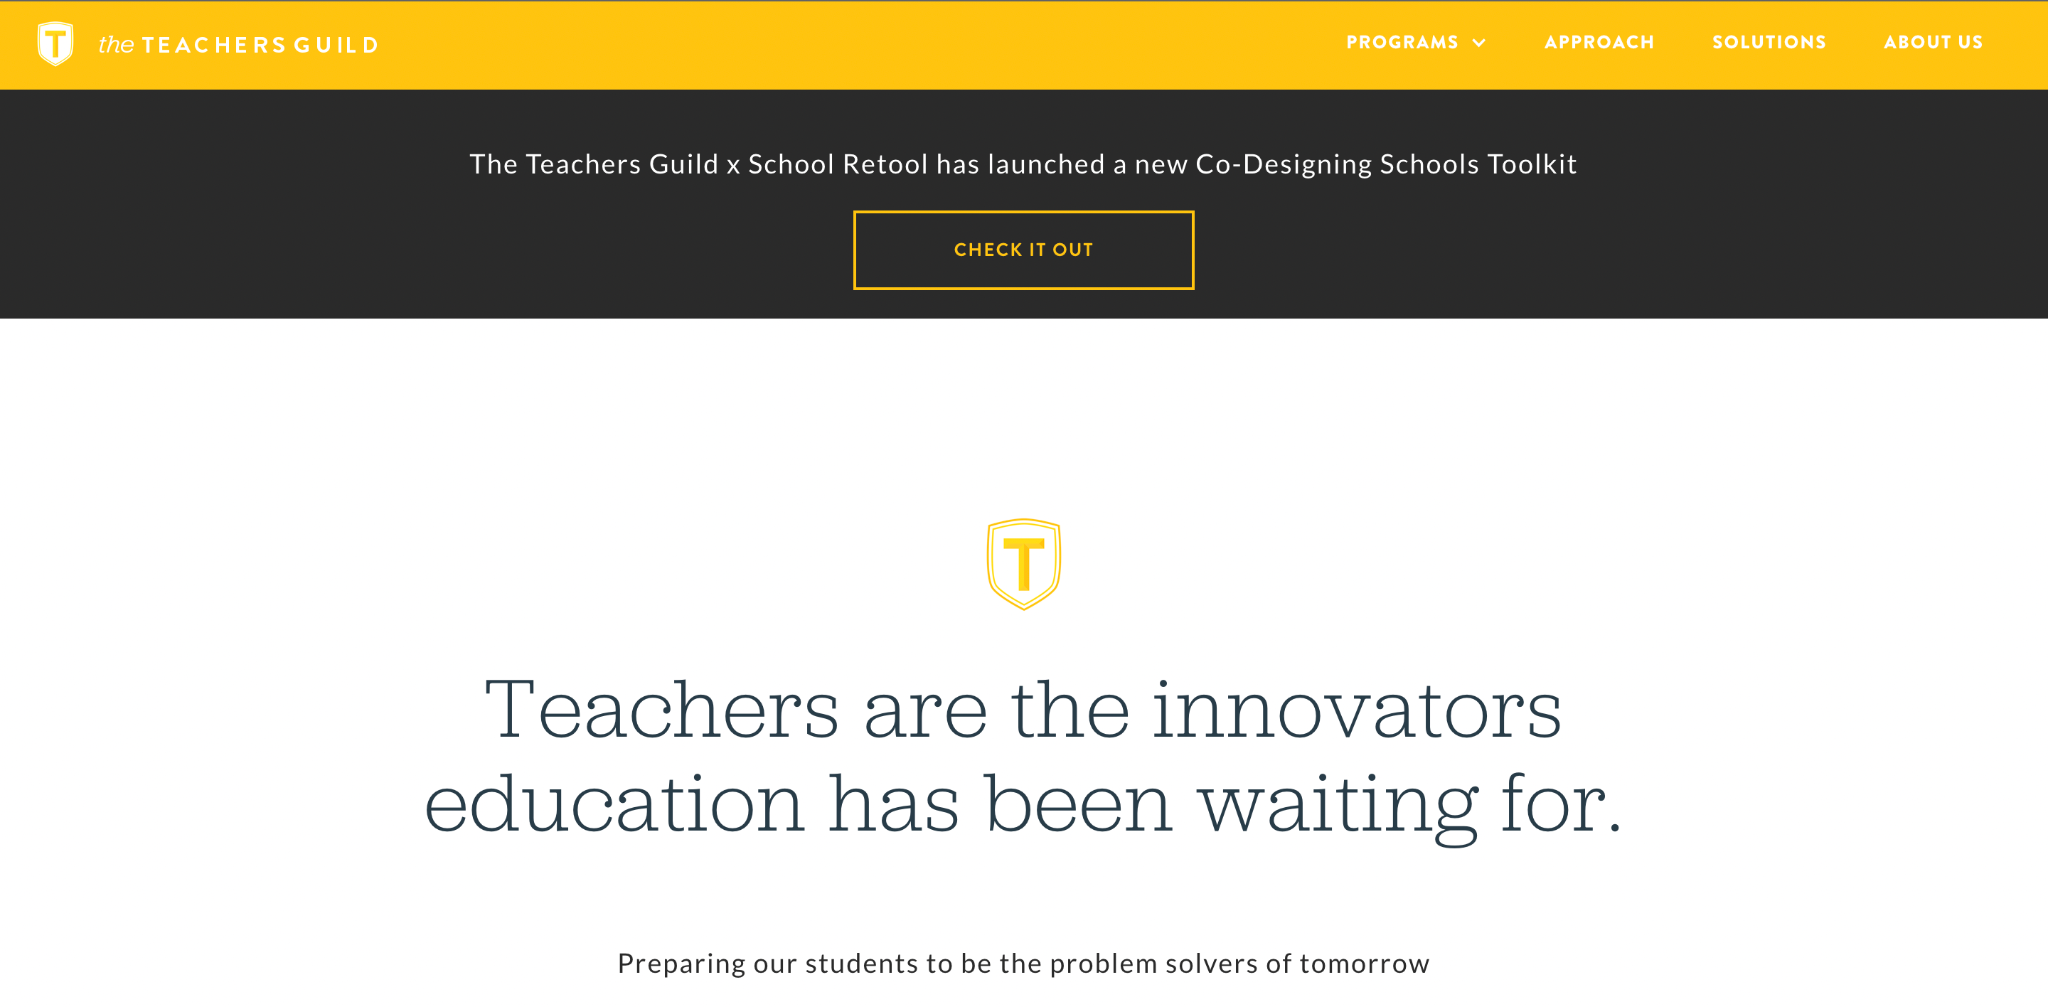 T the TEACHERS GUILD
PROGRAMS APPROACH SOLUTIONS ABOUT US
The Teachers Guild x School Retool has launched a new Co-Designing Schools Toolkit
CHECK IT OUT
T
Teachers are the innovators
education has been waiting for.
Preparing our students to be the problem solvers of tomorrow